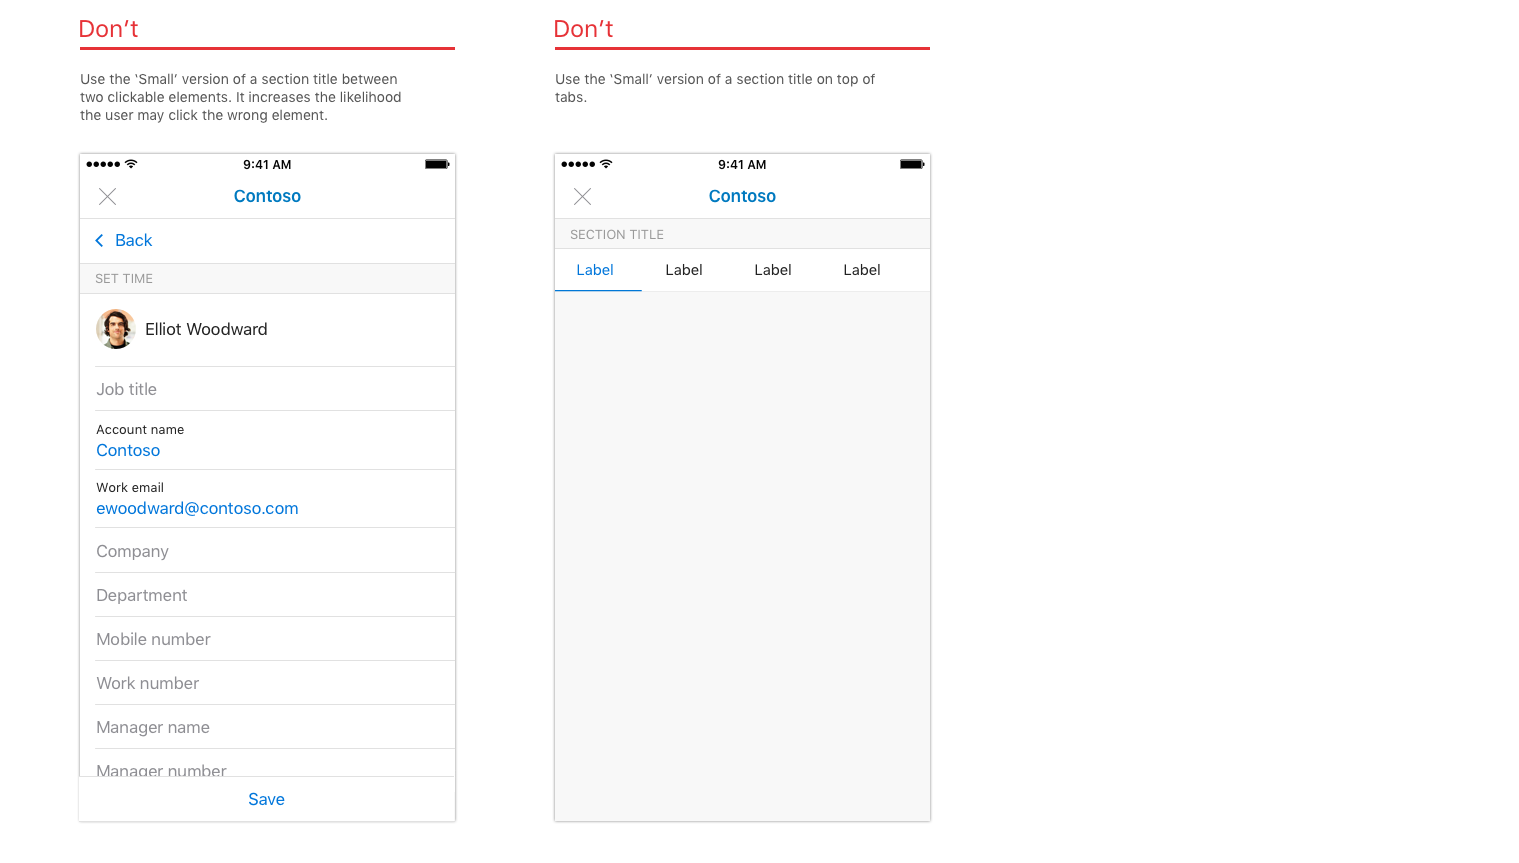 Don’t
Use the ‘Small’ version of a section title between
two clickable elements. It increases the likelihood
the user may click the wrong element.
9:41 AM
Contoso
Back
SET TIME
Elliot Woodward
Job title
Account name
Contoso
Work email
ewoodward@contoso.com
Company
Department
Mobile number
Work number
Manager name
Manager number
Save
Don’t
Use the ‘Small’ version of a section title on top of
tabs.
9:41 AM
Contoso
SECTION TITLE
Label Label Label Label